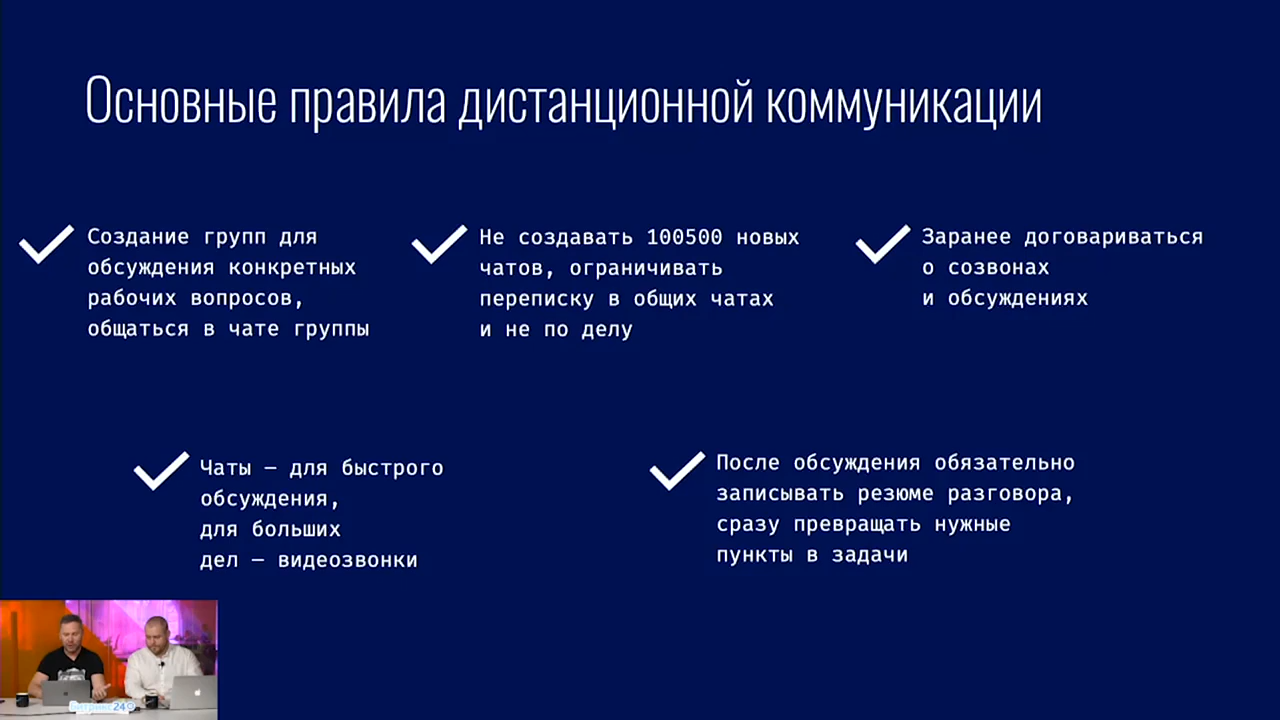 Основные правила дистанционной коммуникации
Создание групп для
обсуждения конкретных
рабочих вопросов,
общаться в чате группы
Не создавать 100500 новых
чатов, ограничивать
переписку в общих чатах
и не по делу
Заранее договариваться
о созвонах
и обсуждениях
Чаты – для быстрого
обсуждения,
для больших
дел – видеозвонки
После обсуждения обязательно
записывать резюме разговора,
сразу превращать нужные
пункты в задачи
Битрикс24